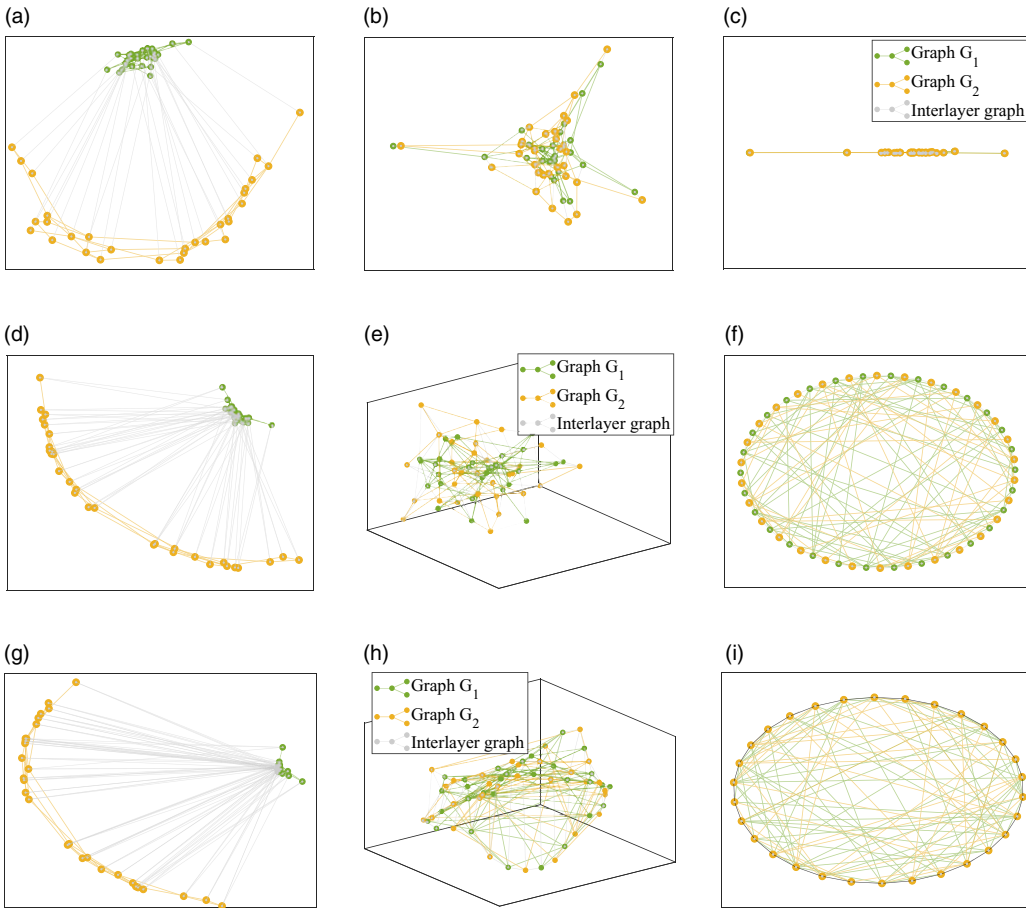 (a)
(b)
(c)
Graph G1
Graph G2
Interlayer graph
(d)
(e)
Graph G1
Graph G2
Interlayer graph
(f)
(g)
(h)
Graph G1
Graph G2
Interlayer graph
(i)